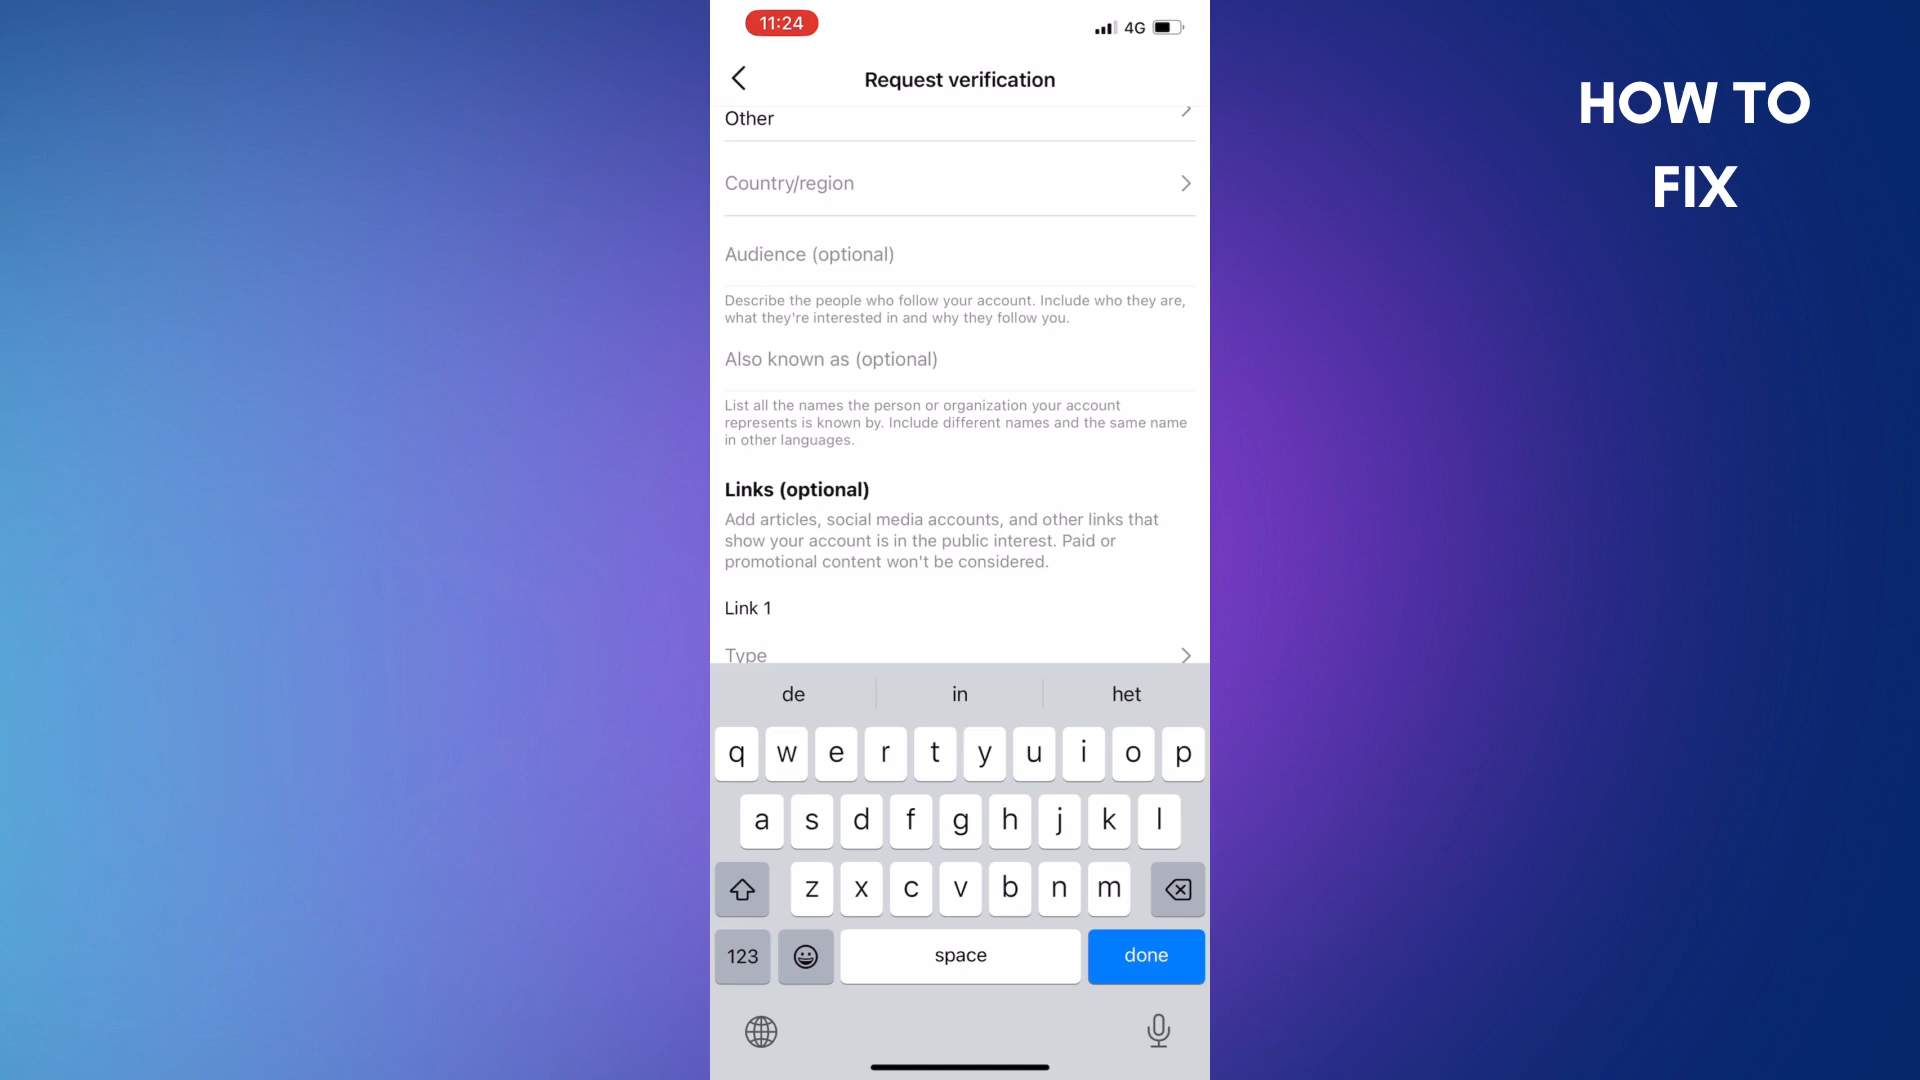 11:24
4G
HOW TO
FIX
Request verification
Other
Country/region
Audience (optional)
Describe the people who follow your account. Include who they are,
what they're interested in and why they follow you.
Also known as (optional)
List all the names the person or organization your account
represents is known by. Include different names and the same name
in other languages.
Links (optional)
Add articles, social media accounts, and other links that
show your account is in the public interest. Paid or
promotional content won't be considered.
Link 1
Type
de in het
q w e r t y u i o p
a s d f g h j k l
z x c v b n m
123 space done